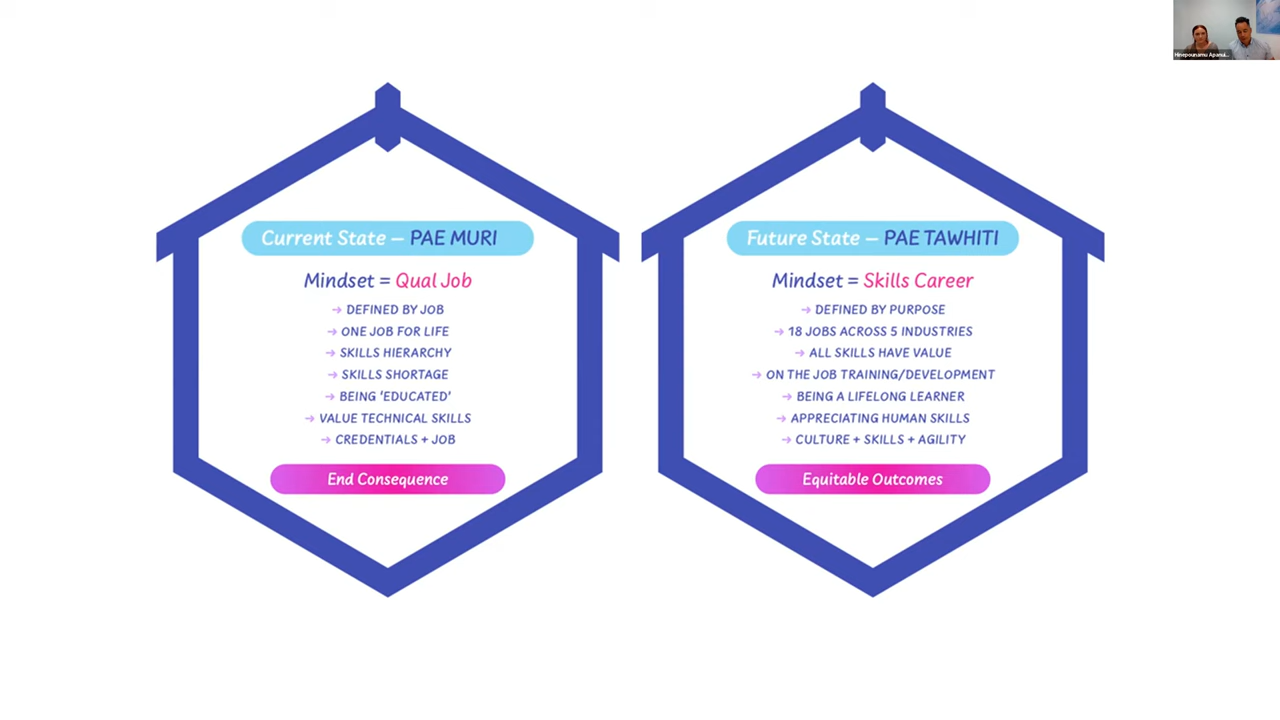 Hinepounamu Apanui...
Current State – PAE MURI
Mindset = Qual Job
→ DEFINED BY JOB
→ ONE JOB FOR LIFE
→ SKILLS HIERARCHY
→ SKILLS SHORTAGE
→ BEING ‘EDUCATED’
→ VALUE TECHNICAL SKILLS
→ CREDENTIALS + JOB
End Consequence
Future State – PAE TAWHITI
Mindset = Skills Career
→ DEFINED BY PURPOSE
→ 18 JOBS ACROSS 5 INDUSTRIES
→ ALL SKILLS HAVE VALUE
→ ON THE JOB TRAINING/DEVELOPMENT
→ BEING A LIFELONG LEARNER
→ APPRECIATING HUMAN SKILLS
→ CULTURE + SKILLS + AGILITY
Equitable Outcomes